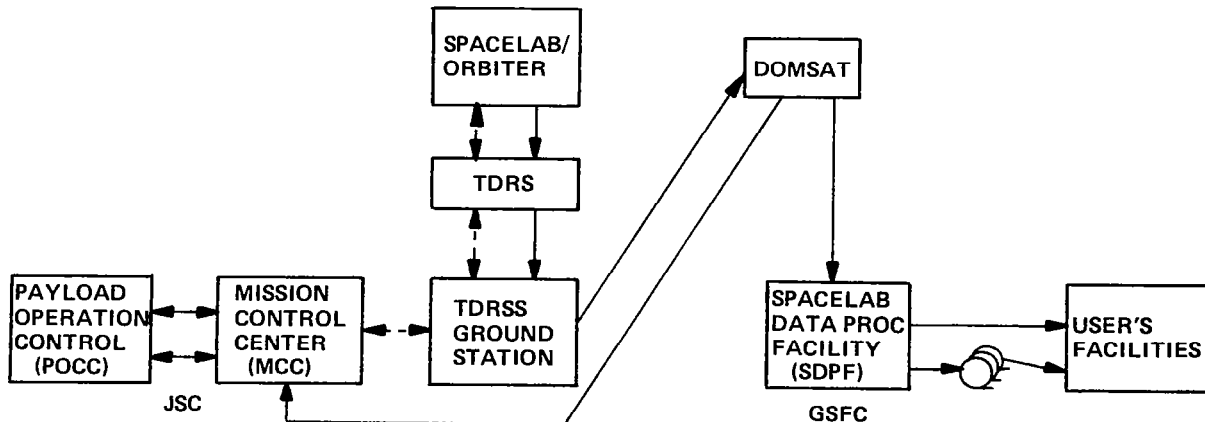 SPACELAB/
ORBITER
DOMSAT
TDRS
PAYLOAD
OPERATION
CONTROL
(POCC)
MISSION
CONTROL
CENTER
(MCC)
TDRSS
GROUND
STATION
SPACELAB
DATA PROC
FACILITY
(SDPF)
USER'S
FACILITIES
JSC
GSFC